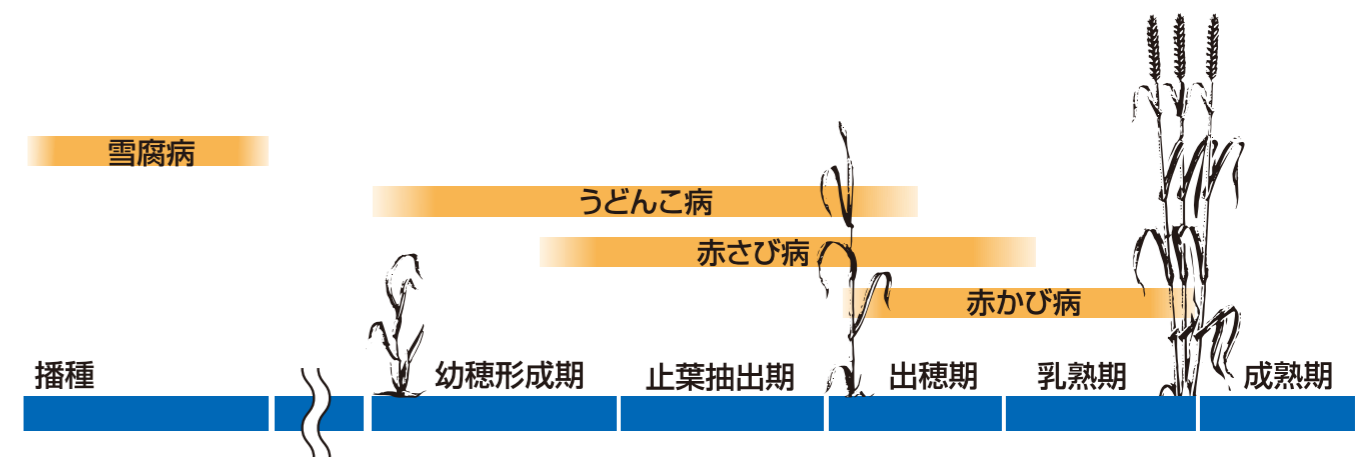 雪腐病
うどんこ病
赤さび病
赤かび病
播種
幼穂形成期
止葉抽出期
出穂期
乳熟期
成熟期